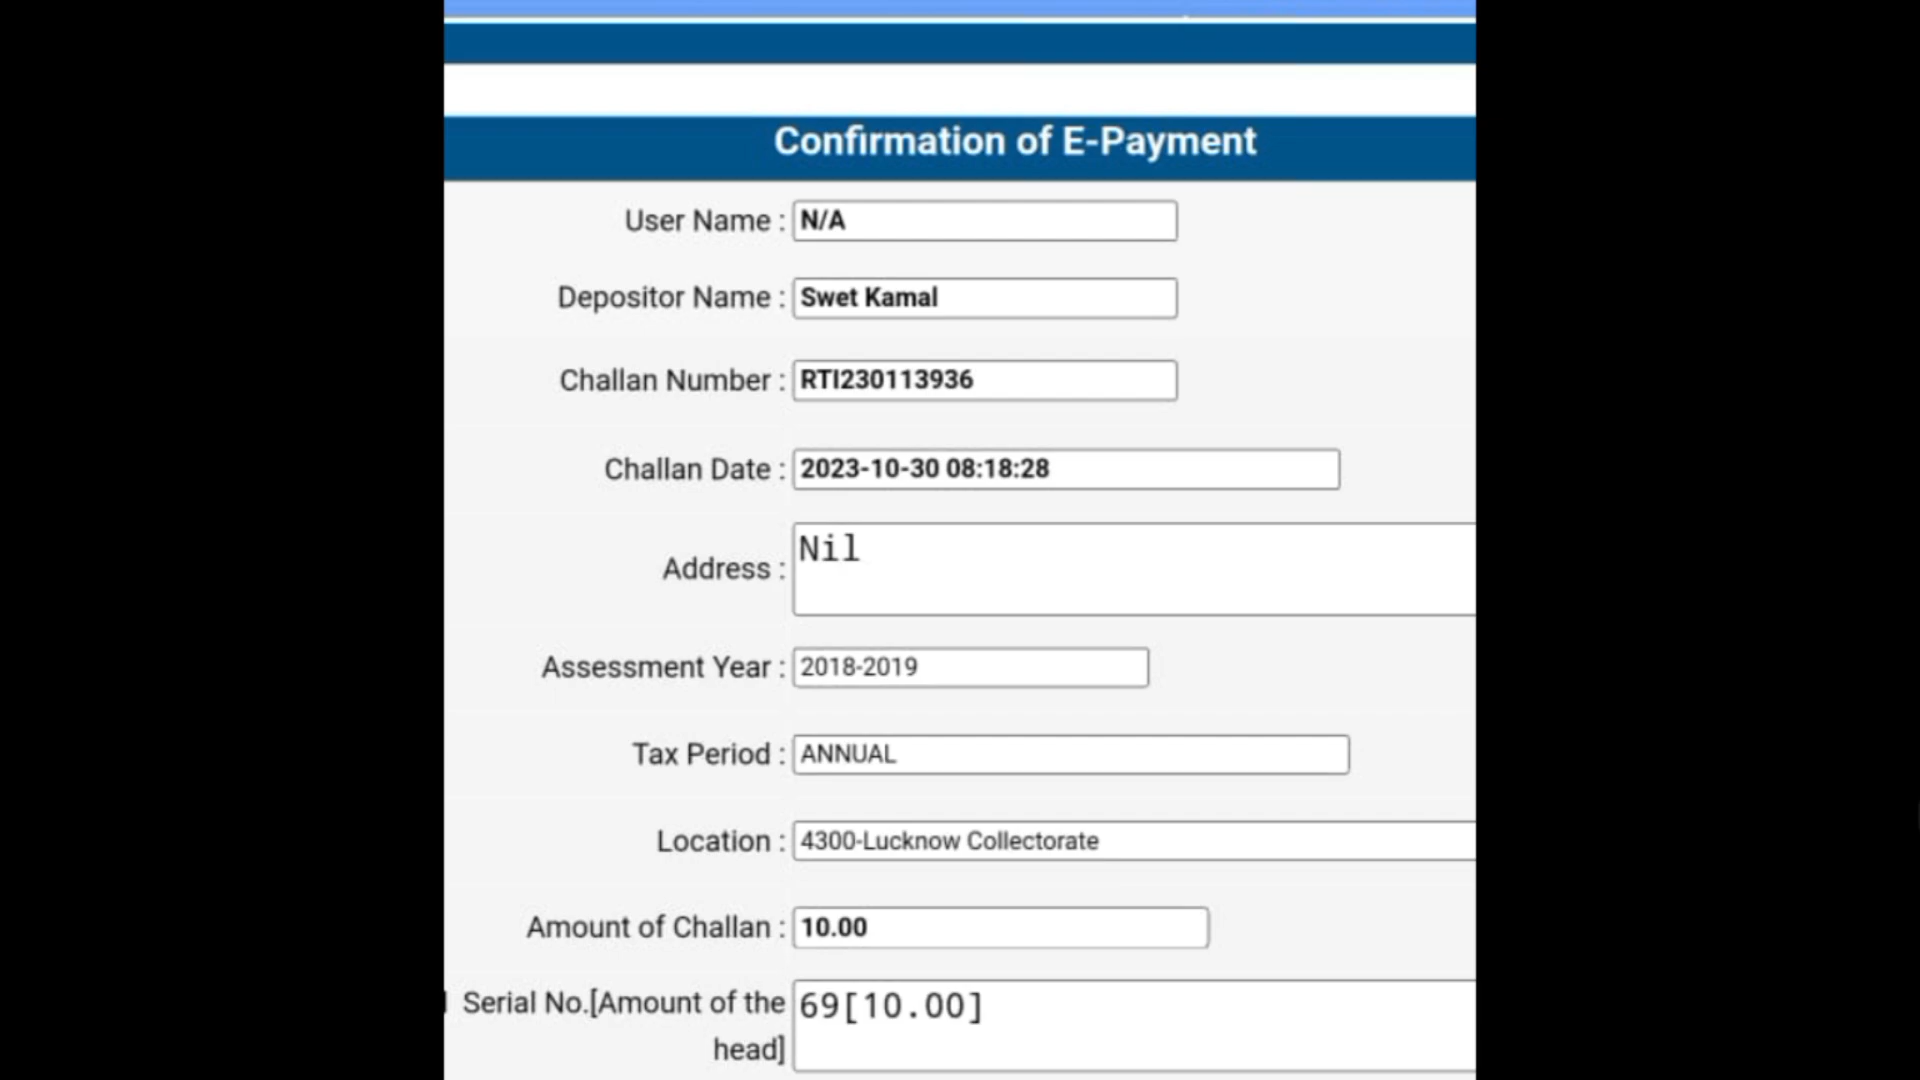 Confirmation of E-Payment
User Name : N/A
Depositor Name : Swet Kamal
Challan Number : RTI230113936
Challan Date : 2023-10-30 08:18:28
Address : Nil
Assessment Year : 2018-2019
Tax Period : ANNUAL
Location : 4300-Lucknow Collectorate
Amount of Challan : 10.00
Serial No.[Amount of the head] 69[10.00]